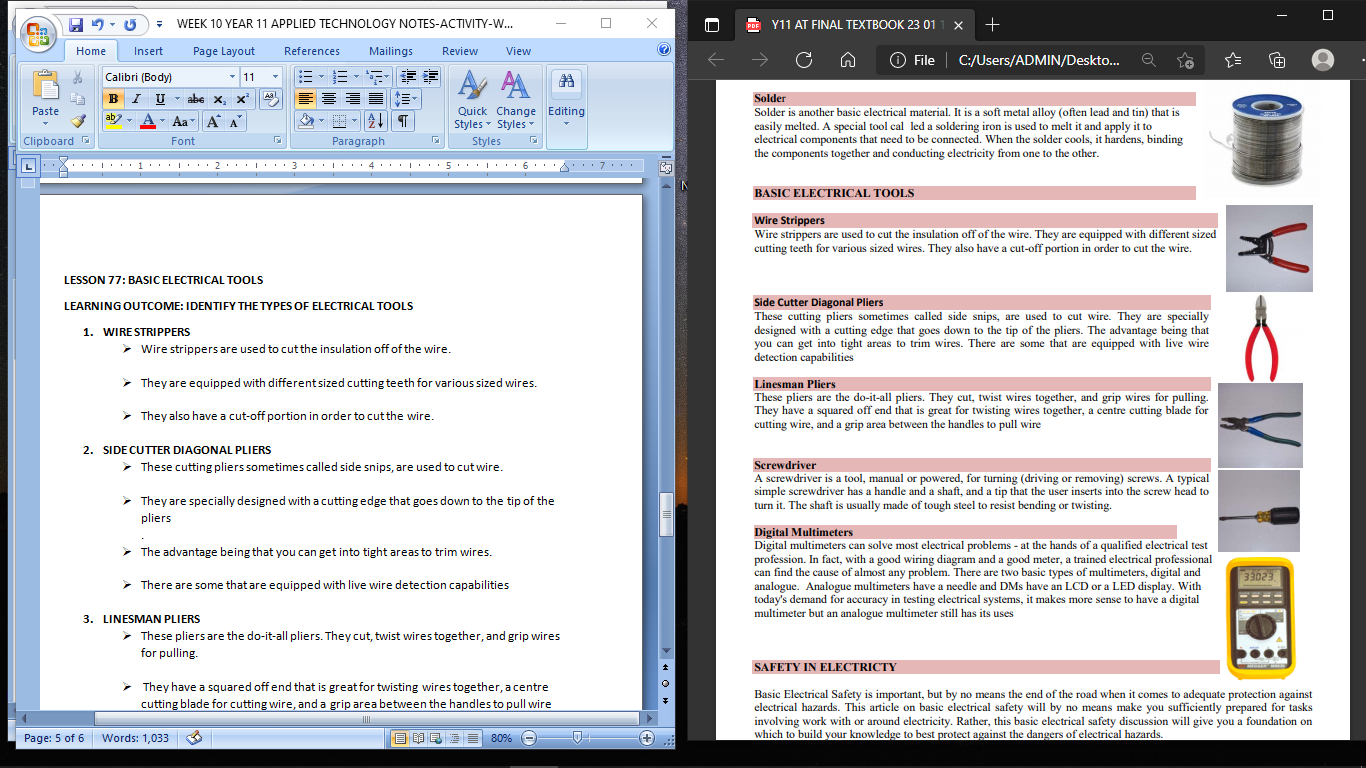 WEEK 10 YEAR 11 APPLIED TECHNOLOGY NOTES-ACTIVITY-W...
Home Insert Page Layout References Mailings Review View
Paste
Calibri (Body) 11
B I U abc x₂ x² Aa A A
Quick Styles
Change Styles
Editing
Clipboard Font Paragraph Styles
1 2 3 4 5 6 7
LESSON 77: BASIC ELECTRICAL TOOLS
LEARNING OUTCOME: IDENTIFY THE TYPES OF ELECTRICAL TOOLS
1. WIRE STRIPPERS
➢ Wire strippers are used to cut the insulation off of the wire.
➢ They are equipped with different sized cutting teeth for various sized wires.
➢ They also have a cut-off portion in order to cut the wire.
2. SIDE CUTTER DIAGONAL PLIERS
➢ These cutting pliers sometimes called side snips, are used to cut wire.
➢ They are specially designed with a cutting edge that goes down to the tip of the
pliers
.
➢ The advantage being that you can get into tight areas to trim wires.
➢ There are some that are equipped with live wire detection capabilities
3. LINESMAN PLIERS
➢ These pliers are the do-it-all pliers. They cut, twist wires together, and grip wires
for pulling.
➢ They have a squared off end that is great for twisting wires together, a centre
cutting blade for cutting wire, and a grip area between the handles to pull wire
Page: 5 of 6 Words: 1,033 80%
Y11 AT FINAL TEXTBOOK 23 01 1
File C:/Users/ADMIN/Deskto...
Solder
Solder is another basic electrical material. It is a soft metal alloy (often lead and tin) that is
easily melted. A special tool cal led a soldering iron is used to melt it and apply it to
electrical components that need to be connected. When the solder cools, it hardens, binding
the components together and conducting electricity from one to the other.
BASIC ELECTRICAL TOOLS
Wire Strippers
Wire strippers are used to cut the insulation off of the wire. They are equipped with different sized
cutting teeth for various sized wires. They also have a cut-off portion in order to cut the wire.
Side Cutter Diagonal Pliers
These cutting pliers sometimes called side snips, are used to cut wire. They are specially
designed with a cutting edge that goes down to the tip of the pliers. The advantage being that
you can get into tight areas to trim wires. There are some that are equipped with live wire
detection capabilities
Linesman Pliers
These pliers are the do-it-all pliers. They cut, twist wires together, and grip wires for pulling.
They have a squared off end that is great for twisting wires together, a centre cutting blade for
cutting wire, and a grip area between the handles to pull wire
Screwdriver
A screwdriver is a tool, manual or powered, for turning (driving or removing) screws. A typical
simple screwdriver has a handle and a shaft, and a tip that the user inserts into the screw head to
turn it. The shaft is usually made of tough steel to resist bending or twisting.
Digital Multimeters
Digital multimeters can solve most electrical problems - at the hands of a qualified electrical test
profession. In fact, with a good wiring diagram and a good meter, a trained electrical professional
can find the cause of almost any problem. There are two basic types of multimeters, digital and
analogue. Analogue multimeters have a needle and DMs have an LCD or a LED display. With
today's demand for accuracy in testing electrical systems, it makes more sense to have a digital
multimeter but an analogue multimeter still has its uses
33023
SAFETY IN ELECTRICTY
Basic Electrical Safety is important, but by no means the end of the road when it comes to adequate protection against
electrical hazards. This article on basic electrical safety will by no means make you sufficiently prepared for tasks
involving work with or around electricity. Rather, this basic electrical safety discussion will give you a foundation on
which to build your knowledge to best protect against the dangers of electrical hazards.